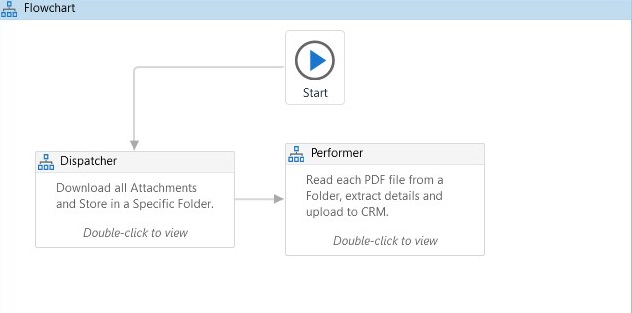 Flowchart
Start
Dispatcher
Download all Attachments
and Store in a Specific Folder.
Double-click to view
Performer
Read each PDF file from a
Folder, extract details and
upload to CRM.
Double-click to view